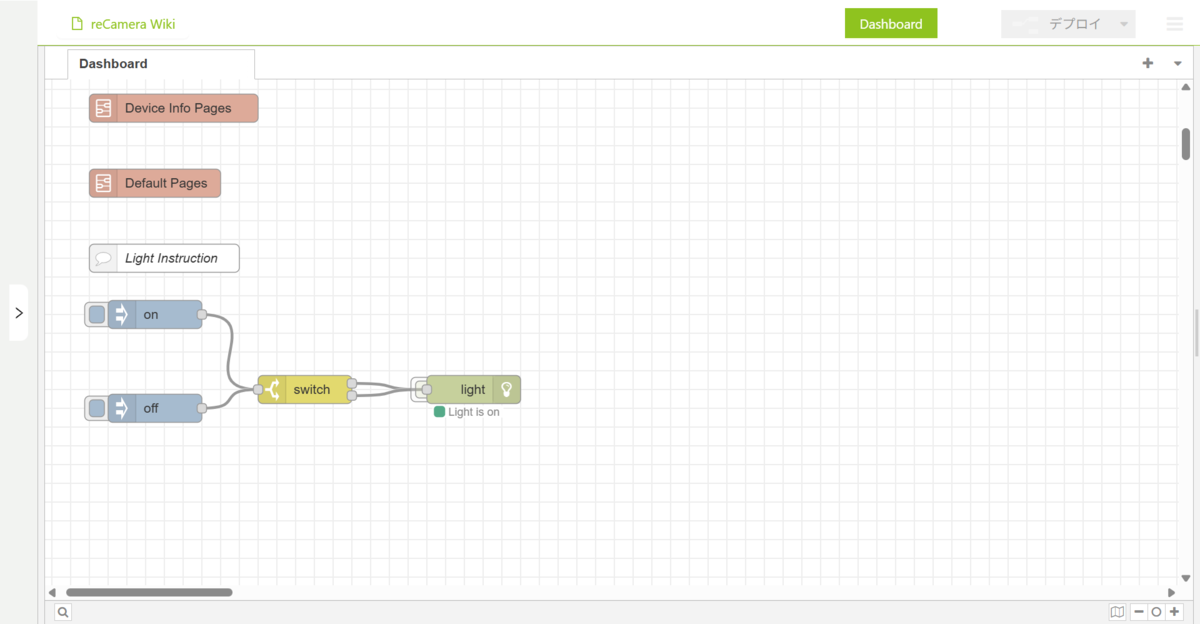 reCamera Wiki
Dashboard
デプロイ
Dashboard
Device Info Pages
Default Pages
Light Instruction
on
off
switch
light
Light is on